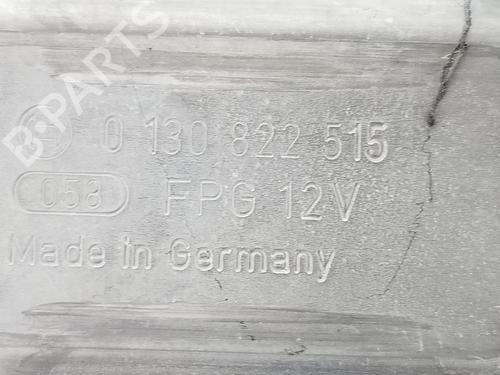 B-PARTS
0 130 822 515
058 FPG 12V
Made in Germany